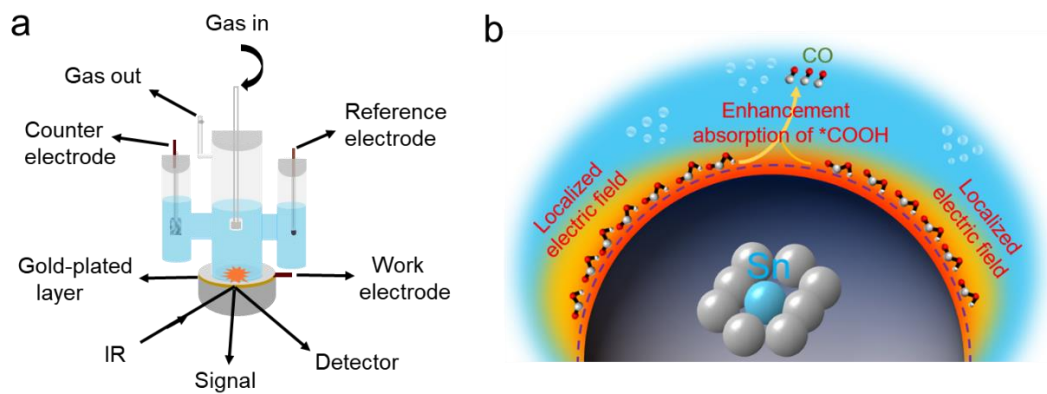 a
Gas in
Gas out
Counter
electrode
Reference
electrode
Gold-plated
layer
Work
electrode
IR
Signal
Detector
b
CO
Enhancement
absorption of *COOH
Localized
electric field
Localized
electric field
Sn